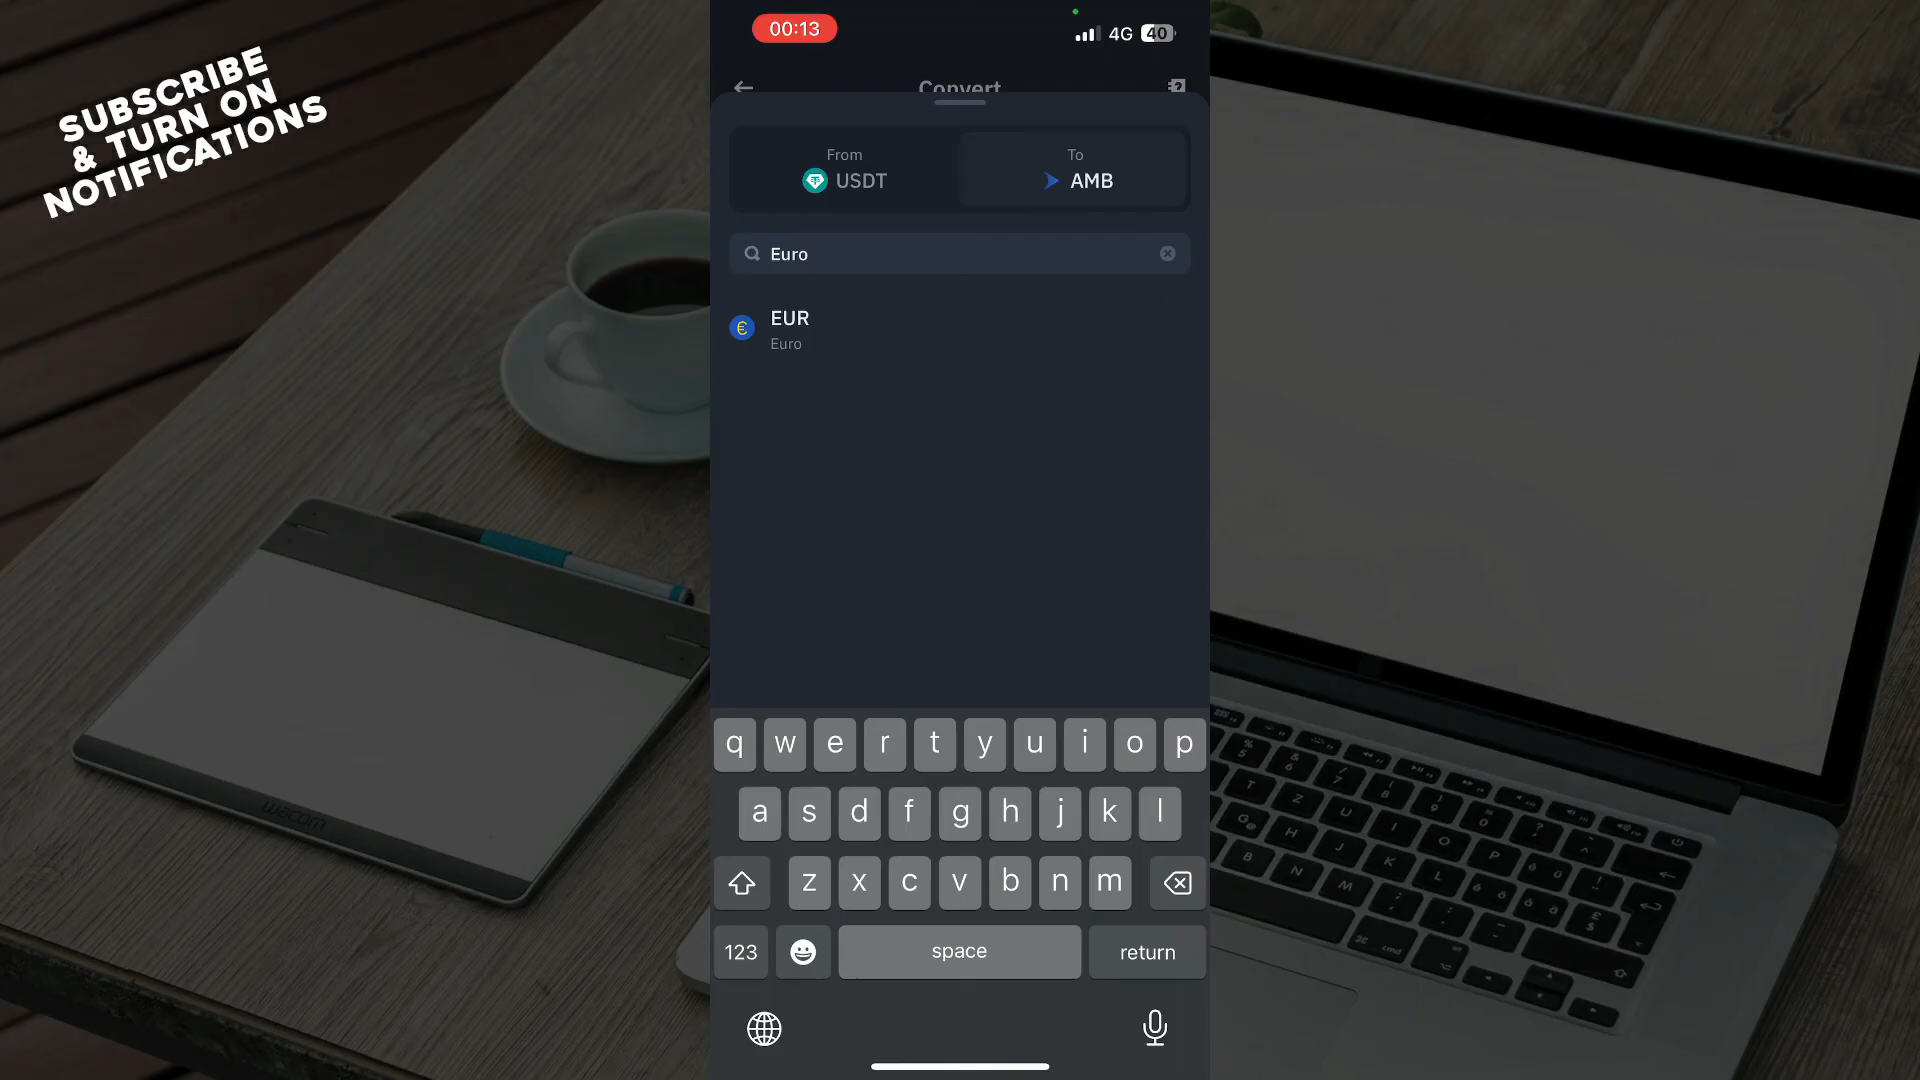 SUBSCRIBE
& TURN ON
NOTIFICATIONS
00:13
4G 40
Convert
From
USDT
To
AMB
Euro
EUR
Euro
q w e r t y u i o p
a s d f g h j k l
z x c v b n m
123 space return
wacom